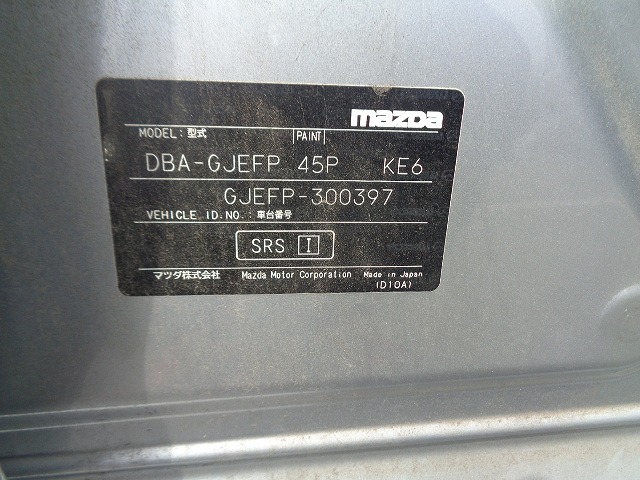 mazda
MODEL: 型式 PAINT
DBA-GJEFP 45P KE6
GJEFP-300397
VEHICLE. ID. NO.: 車台番号
SRS I
マツダ株式会社 Mazda Motor Corporation Made in Japan
(D10A)